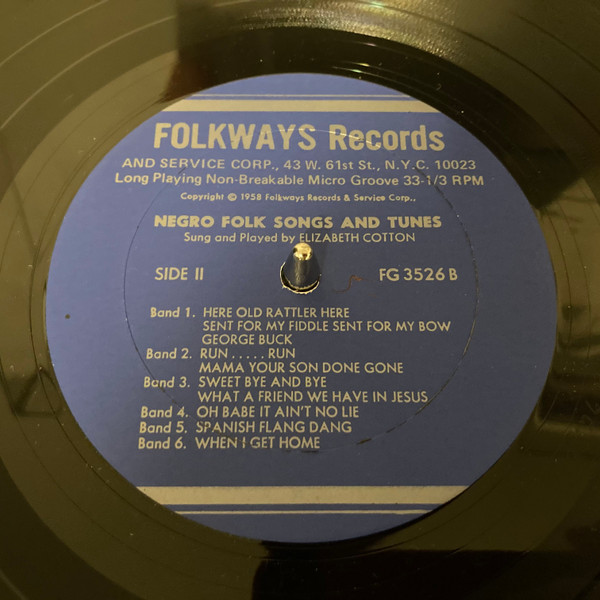 FOLKWAYS Records
AND SERVICE CORP., 43 W. 61st St., N.Y.C. 10023
Long Playing Non-Breakable Micro Groove 33-1/3 RPM
Copyright © 1958 Folkways Records & Service Corp.,
NEGRO FOLK SONGS AND TUNES
Sung and Played by ELIZABETH COTTON
SIDE II FG 3526 B
Band 1. HERE OLD RATTLER HERE
SENT FOR MY FIDDLE SENT FOR MY BOW
GEORGE BUCK
Band 2. RUN . . . . . RUN
MAMA YOUR SON DONE GONE
Band 3. SWEET BYE AND BYE
WHAT A FRIEND WE HAVE IN JESUS
Band 4. OH BABE IT AIN'T NO LIE
Band 5. SPANISH FLANG DANG
Band 6. WHEN I GET HOME